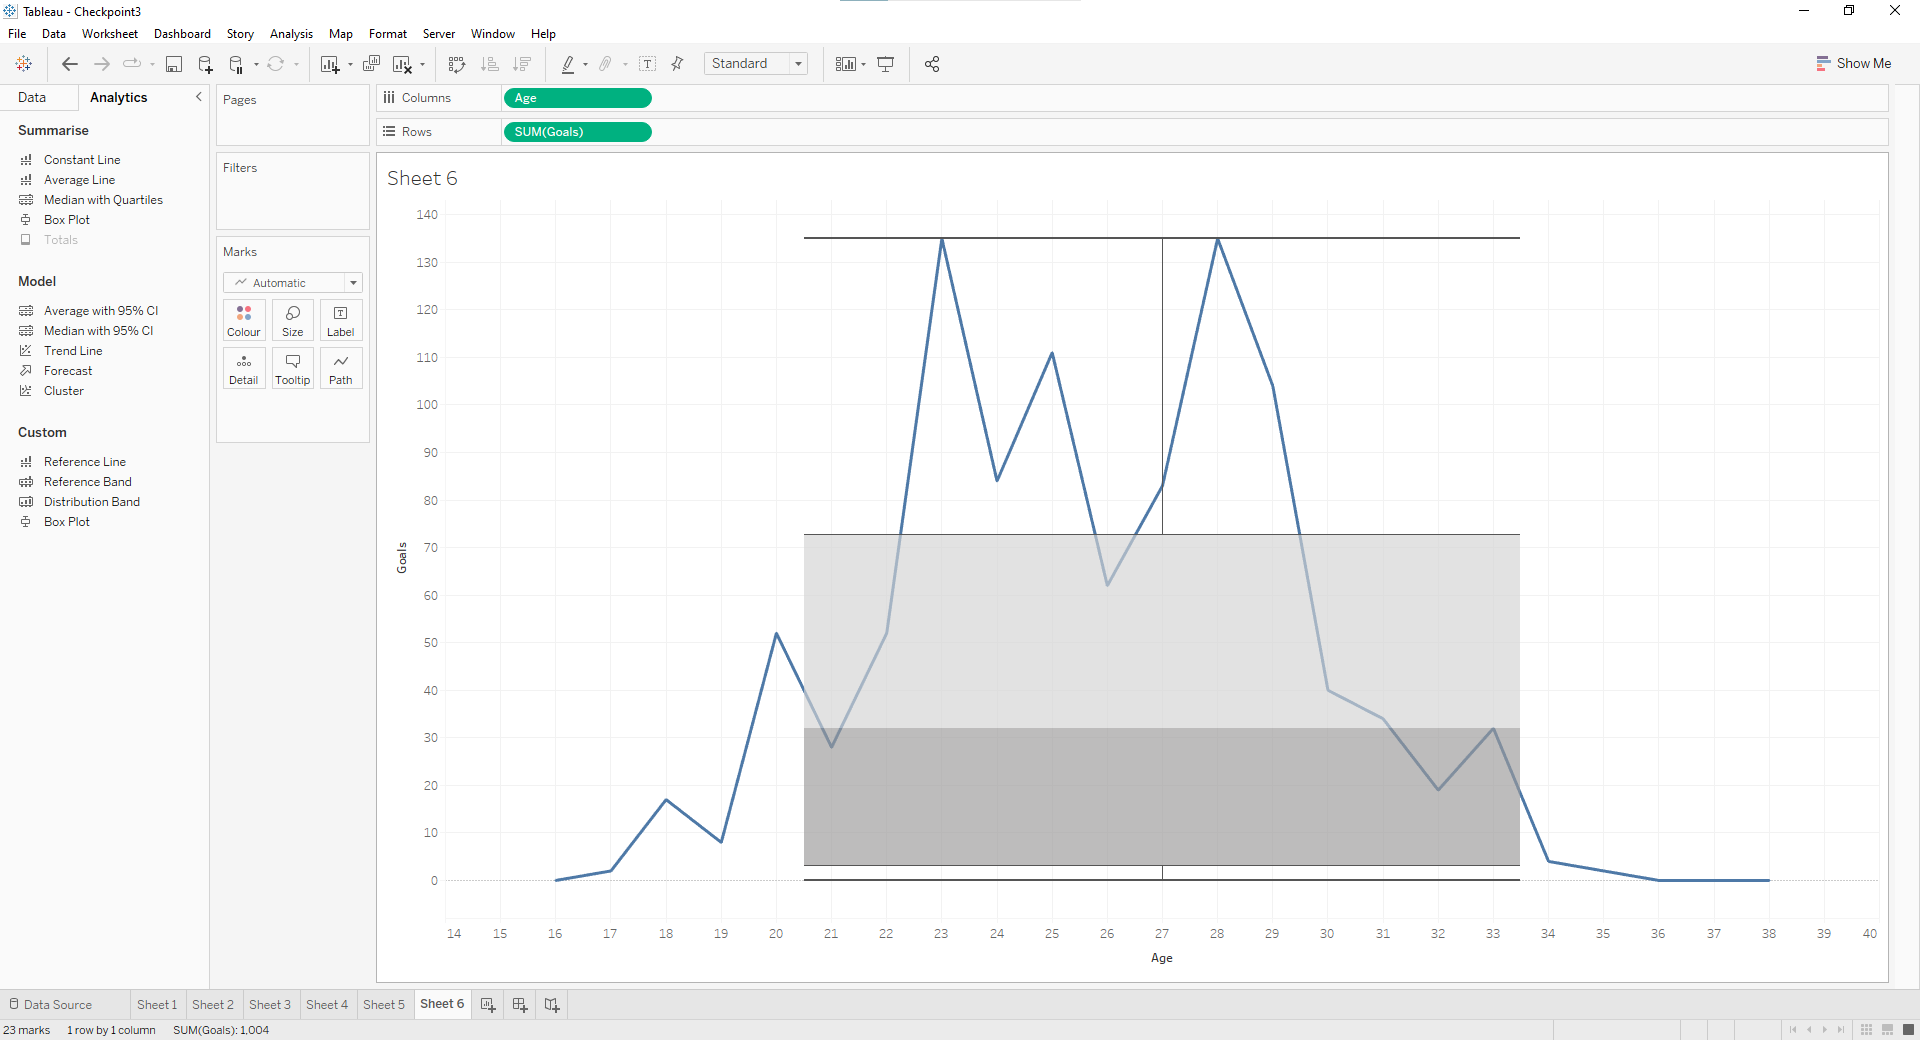 Tableau - Checkpoint3
File Data Worksheet Dashboard Story Analysis Map Format Server Window Help
Standard
Show Me
Data Analytics
Summarise
Constant Line
Average Line
Median with Quartiles
Box Plot
Totals
Model
Average with 95% CI
Median with 95% CI
Trend Line
Forecast
Cluster
Custom
Reference Line
Reference Band
Distribution Band
Box Plot
Pages
Filters
Marks
Automatic
Colour Size Label
Detail Tooltip Path
Columns Age
Rows SUM(Goals)
Sheet 6
140
130
120
110
100
90
80
70
60
50
40
30
20
10
0
Goals
14 15 16 17 18 19 20 21 22 23 24 25 26 27 28 29 30 31 32 33 34 35 36 37 38 39 40
Age
Data Source Sheet 1 Sheet 2 Sheet 3 Sheet 4 Sheet 5 Sheet 6
23 marks 1 row by 1 column SUM(Goals): 1,004